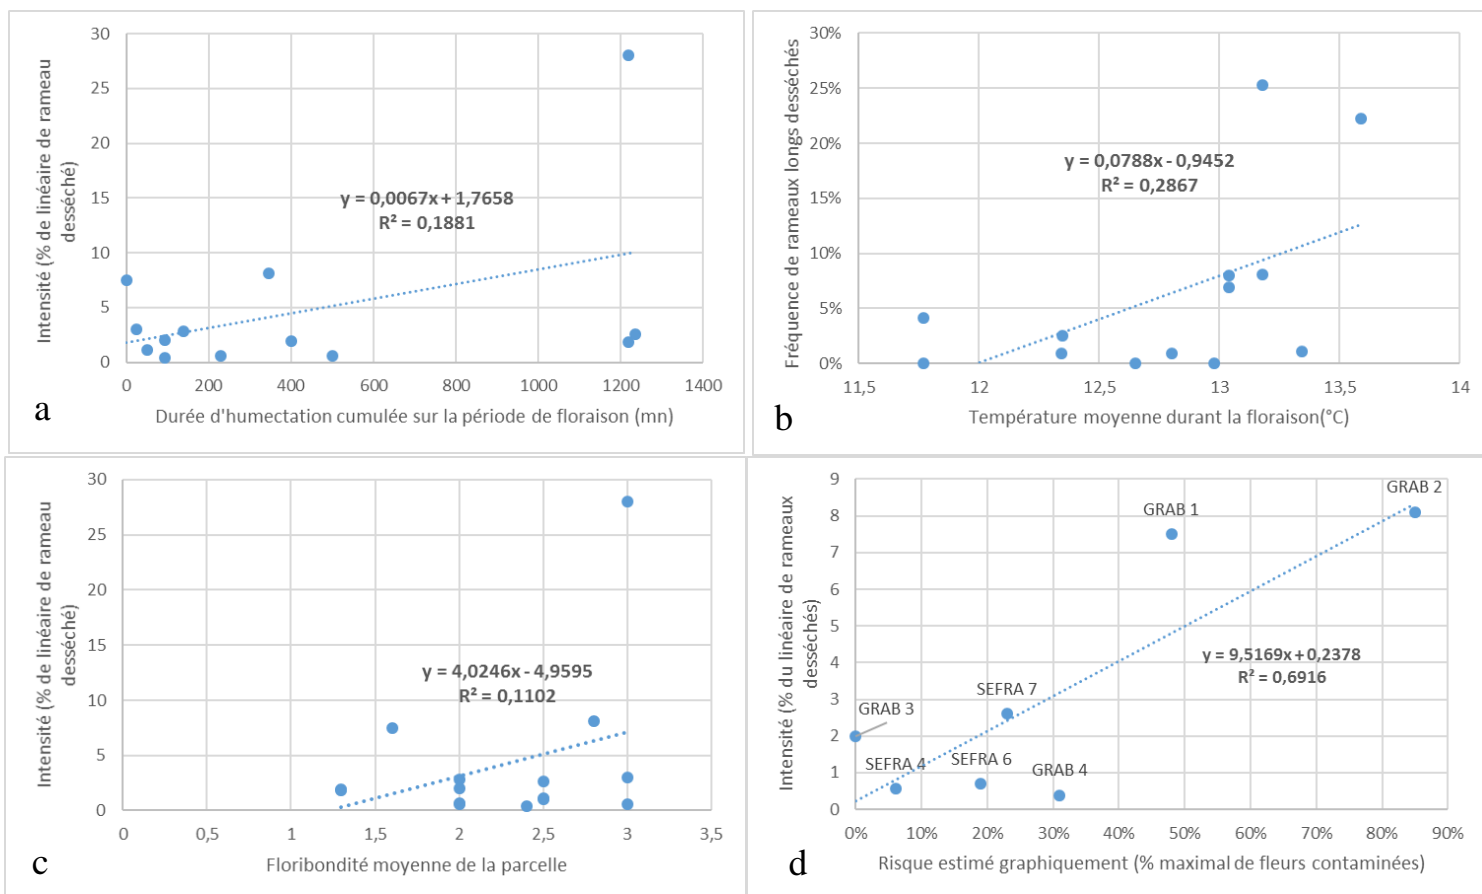 30
25
20
15
10
5
0
Intensité (% de linéaire de rameau
desséché)
y = 0,0067x + 1,7658
R² = 0,1881
0 200 400 600 800 1000 1200 1400
Durée d'humectation cumulée sur la période de floraison (mn)
a
30%
25%
20%
15%
10%
5%
0%
Fréquence de rameaux longs desséchés
y = 0,0788x - 0,9452
R² = 0,2867
11,5 12 12,5 13 13,5 14
Température moyenne durant la floraison(°C)
b
30
25
20
15
10
5
0
Intensité (% de linéaire de rameau
desséché)
y = 4,0246x - 4,9595
R² = 0,1102
0 0,5 1 1,5 2 2,5 3 3,5
Floribondité moyenne de la parcelle
c
9
8
7
6
5
4
3
2
1
0
Intensité (% du linéaire de rameaux
desséchés)
GRAB 2
GRAB 1
y = 9,5169x + 0,2378
R² = 0,6916
SEFRA 7
GRAB 3
SEFRA 4
SEFRA 6
GRAB 4
0% 10% 20% 30% 40% 50% 60% 70% 80% 90%
Risque estimé graphiquement (% maximal de fleurs contaminées)
d